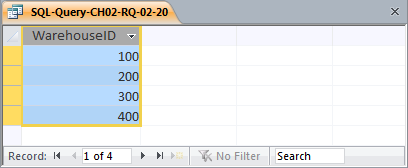 SQL-Query-CH02-RQ-02-20
WarehouseID
100
200
300
400
Record: 1 of 4 No Filter Search